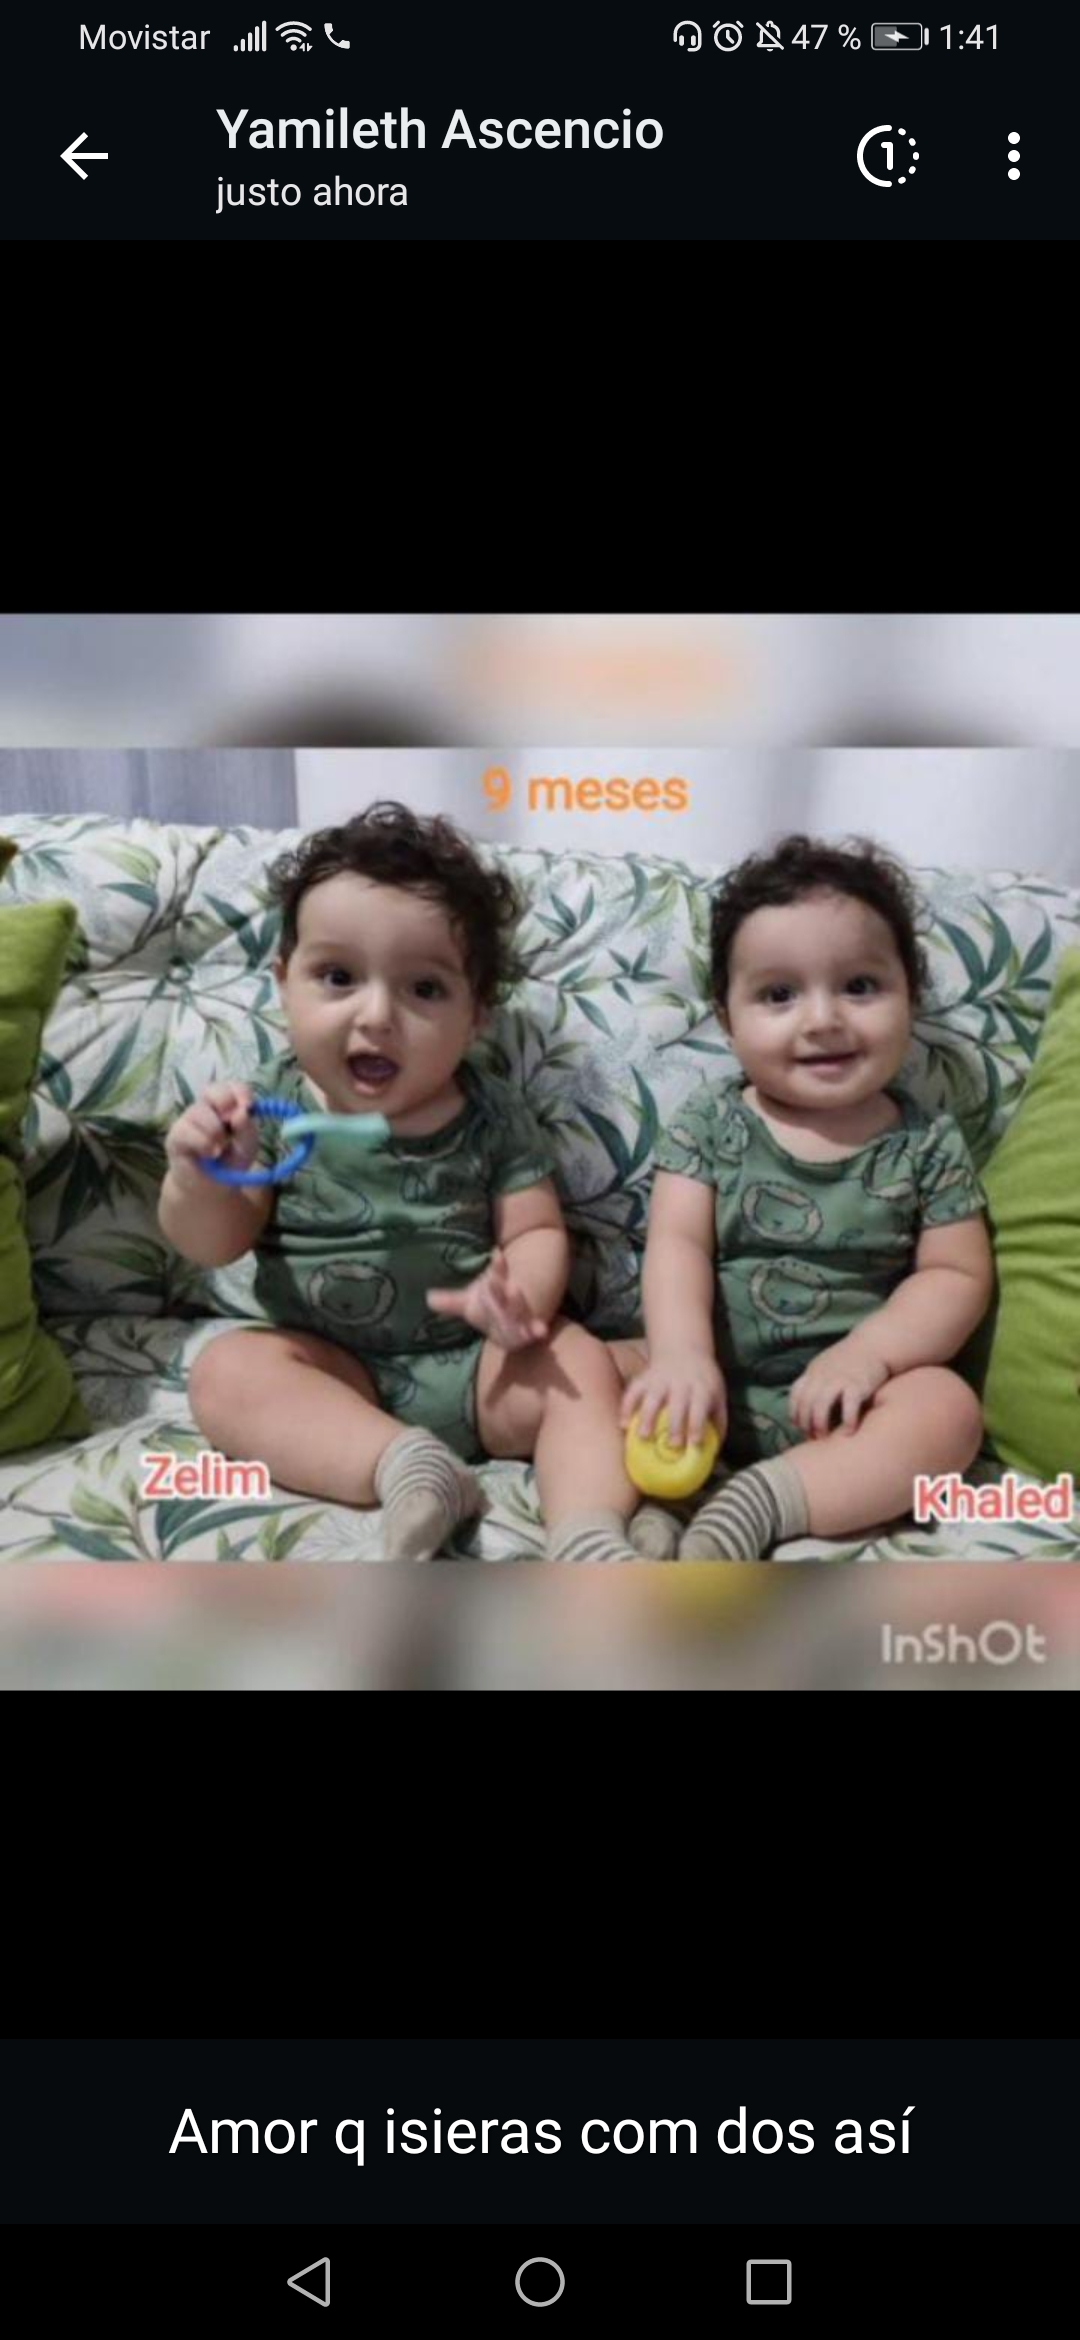 Movistar 47 % 1:41
Yamileth Ascencio
justo ahora
1
9 meses
Zelim
Khaled
InShOt
Amor q isieras com dos así